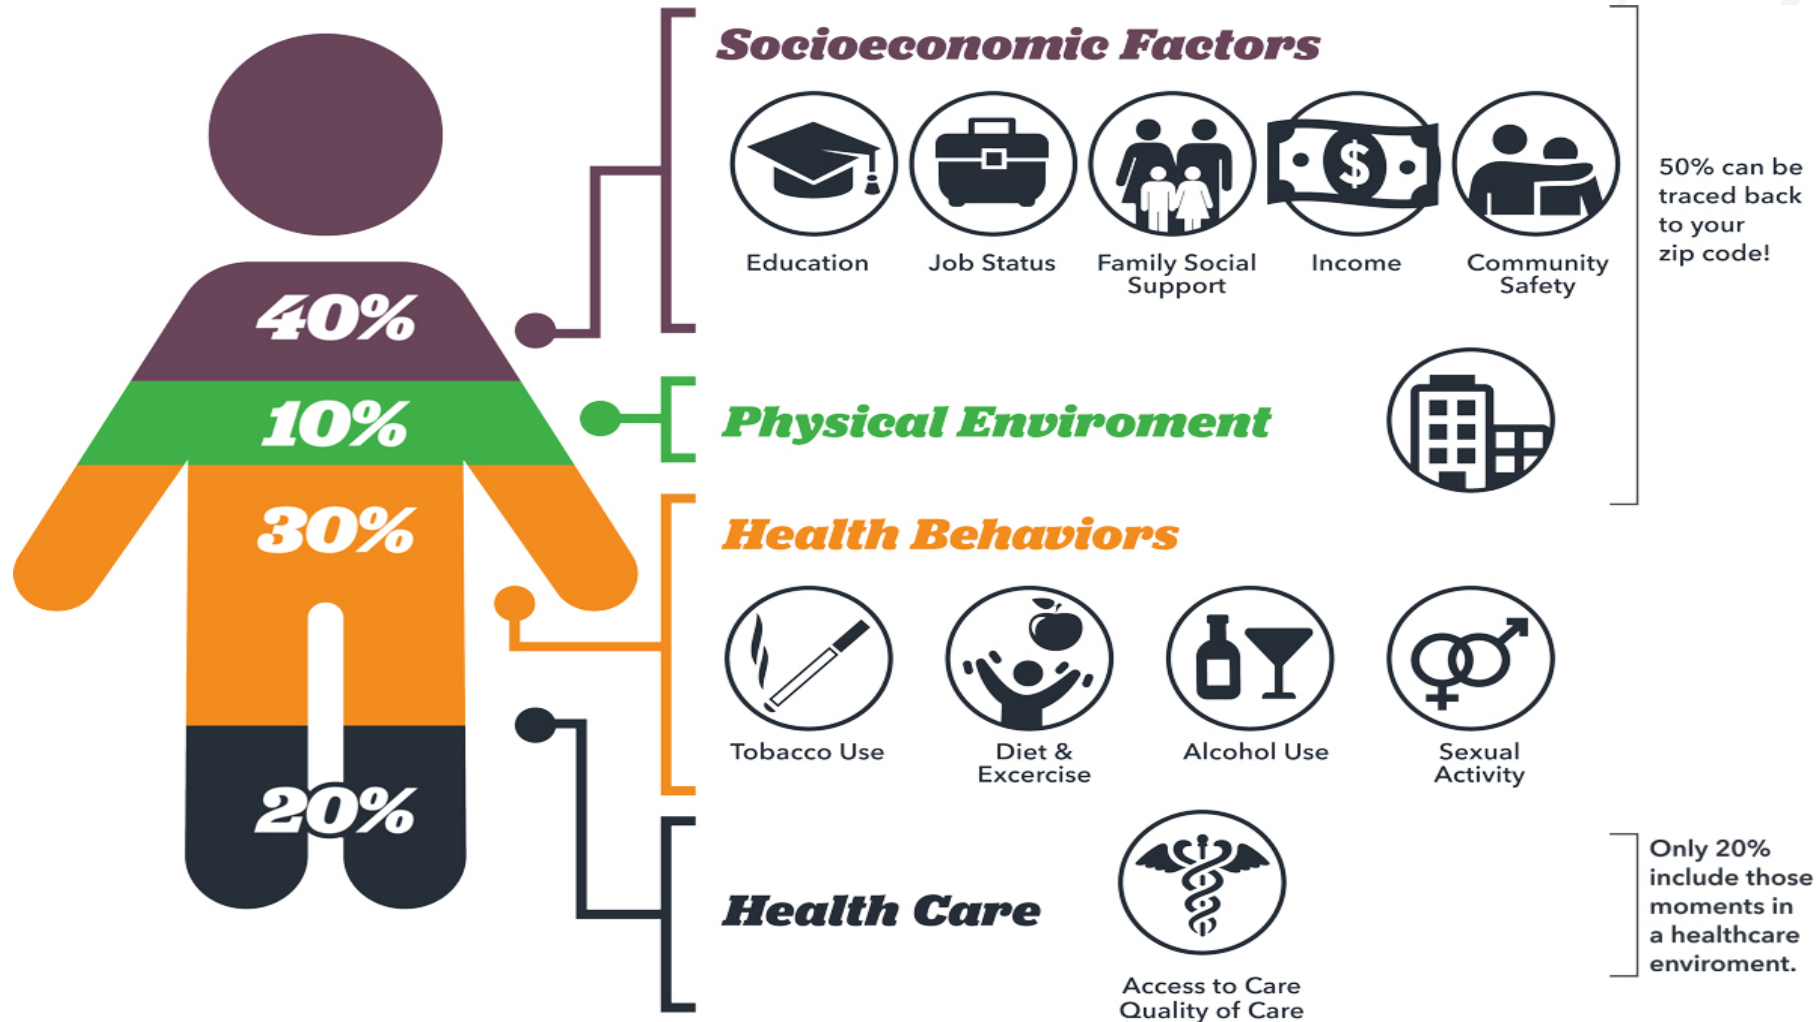 Socioeconomic Factors
$
Education
Job Status
Family Social
Support
Income
Community
Safety
50% can be
traced back
to your
zip code!
40%
10%
Physical Enviroment
30%
Health Behaviors
Tobacco Use
Diet &
Excercise
Alcohol Use
Sexual
Activity
20%
Health Care
Access to Care
Quality of Care
Only 20%
include those
moments in
a healthcare
enviroment.